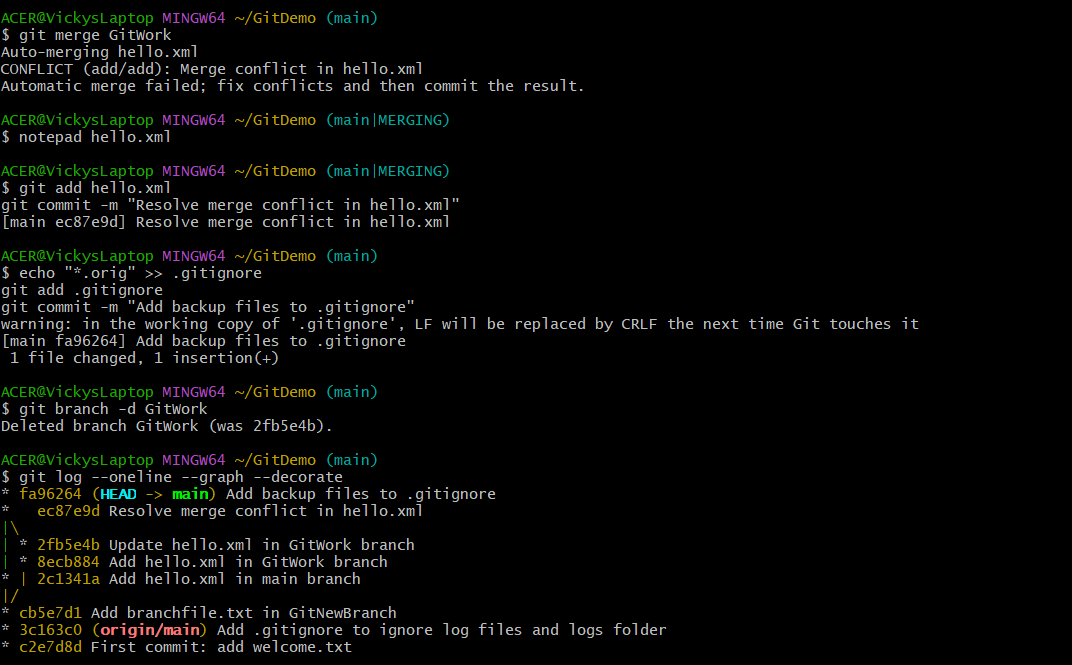 ACER@VickysLaptop MINGW64 ~/GitDemo (main)
$ git merge GitWork
Auto-merging hello.xml
CONFLICT (add/add): Merge conflict in hello.xml
Automatic merge failed; fix conflicts and then commit the result.
ACER@VickysLaptop MINGW64 ~/GitDemo (main|MERGING)
$ notepad hello.xml
ACER@VickysLaptop MINGW64 ~/GitDemo (main|MERGING)
$ git add hello.xml
git commit -m "Resolve merge conflict in hello.xml"
[main ec87e9d] Resolve merge conflict in hello.xml
ACER@VickysLaptop MINGW64 ~/GitDemo (main)
$ echo "*.orig" >> .gitignore
git add .gitignore
git commit -m "Add backup files to .gitignore"
warning: in the working copy of '.gitignore', LF will be replaced by CRLF the next time Git touches it
[main fa96264] Add backup files to .gitignore
 1 file changed, 1 insertion(+)
ACER@VickysLaptop MINGW64 ~/GitDemo (main)
$ git branch -d GitWork
Deleted branch GitWork (was 2fb5e4b).
ACER@VickysLaptop MINGW64 ~/GitDemo (main)
$ git log --oneline --graph --decorate
* fa96264 (HEAD -> main) Add backup files to .gitignore
*   ec87e9d Resolve merge conflict in hello.xml
|\
| * 2fb5e4b Update hello.xml in GitWork branch
| * 8ecb884 Add hello.xml in GitWork branch
* | 2c1341a Add hello.xml in main branch
|/
* cb5e7d1 Add branchfile.txt in GitNewBranch
* 3c163c0 (origin/main) Add .gitignore to ignore log files and logs folder
* c2e7d8d First commit: add welcome.txt